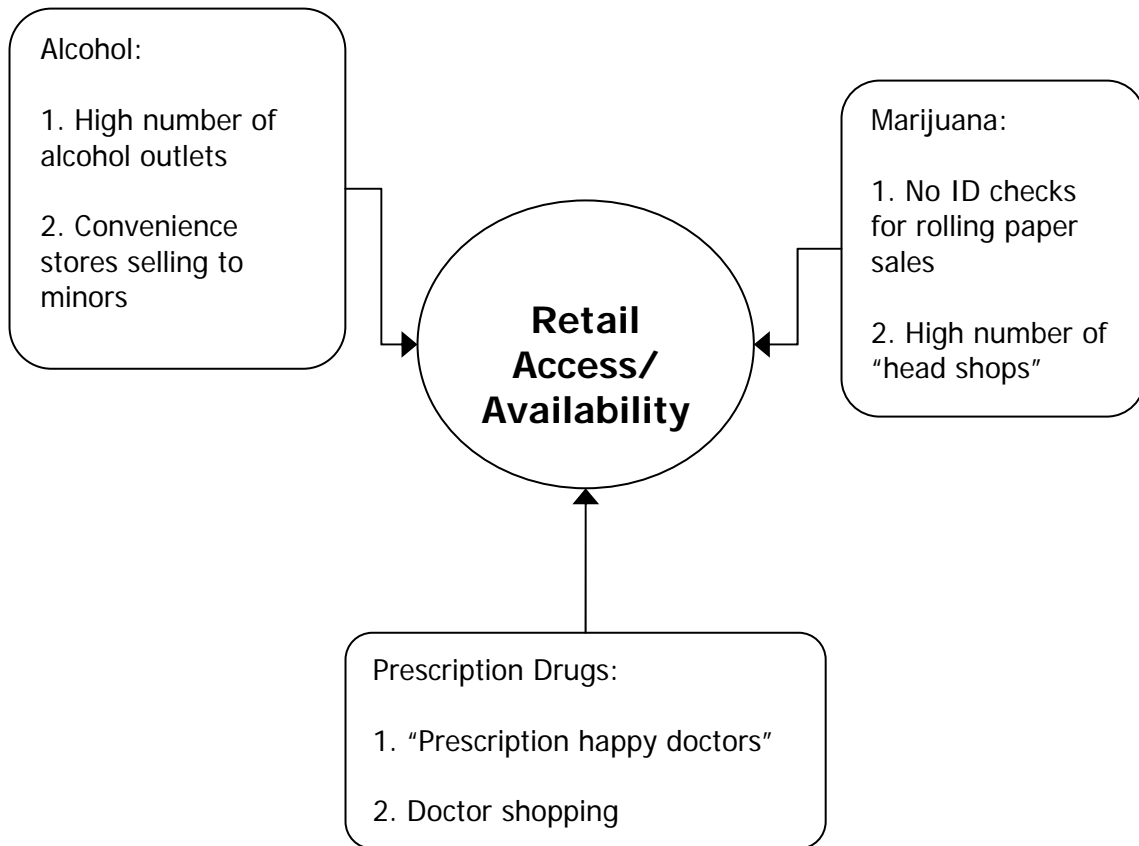 Alcohol:
1. High number of
alcohol outlets
2. Convenience
stores selling to
minors
Marijuana:
1. No ID checks
for rolling paper
sales
2. High number of
“head shops”
Retail
Access/
Availability
Prescription Drugs:
1. “Prescription happy doctors”
2. Doctor shopping